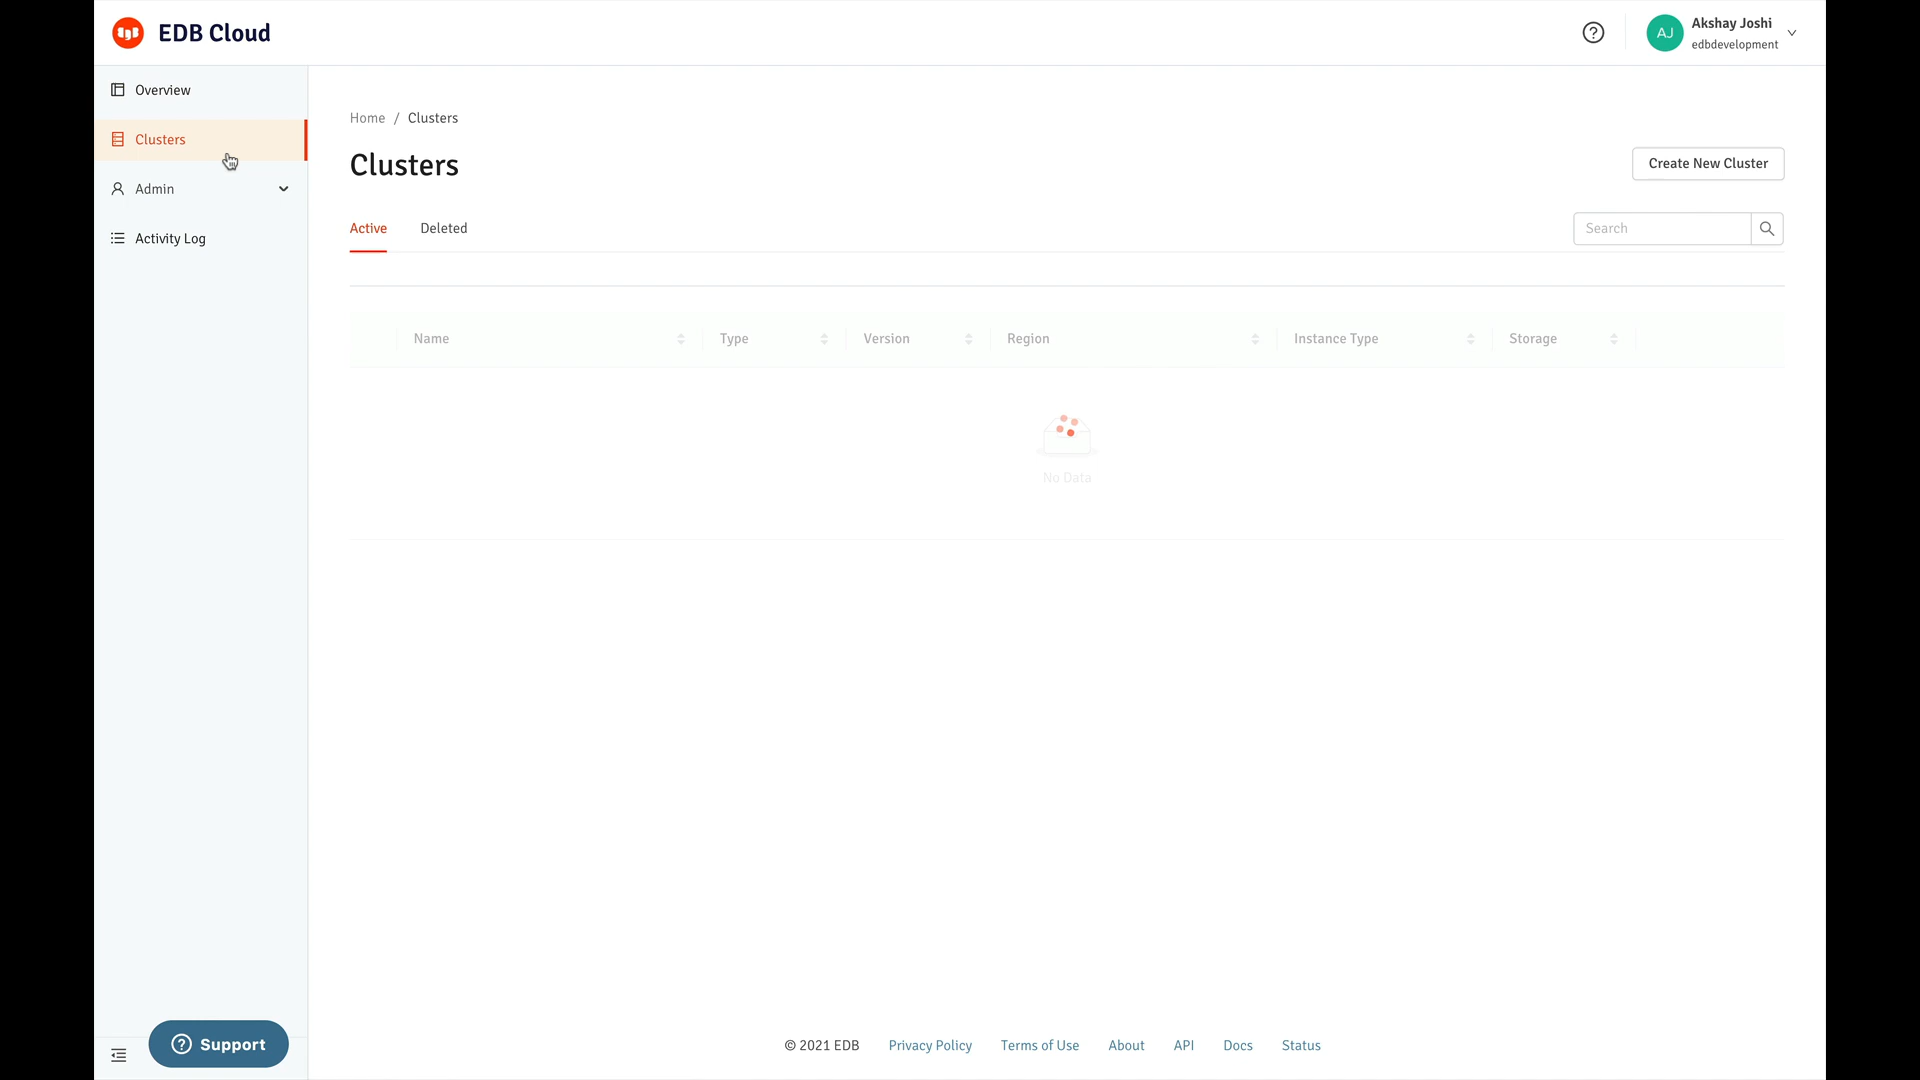 EDB Cloud
AJ
Akshay Joshi
edbdevelopment
Overview
Clusters
Admin
Activity Log
Home / Clusters
Clusters
Create New Cluster
Active
Deleted
Search
Name
Type
Version
Region
Instance Type
Storage
No Data
? Support
© 2021 EDB
Privacy Policy
Terms of Use
About
API
Docs
Status